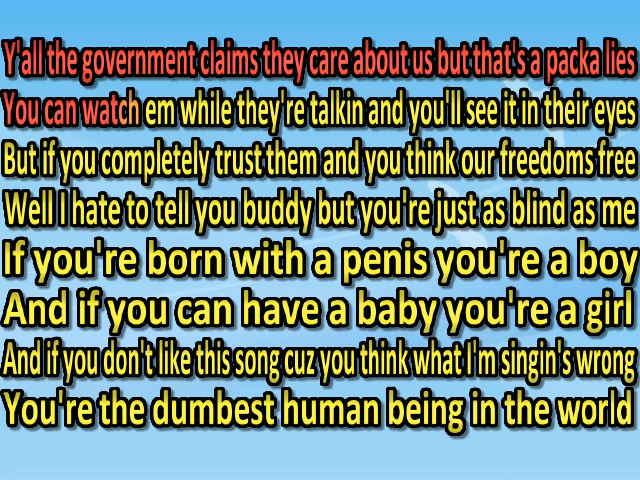 Y'all the government claims they care about us but that's a packa lies
You can watch em while they're talkin and you'll see it in their eyes
But if you completely trust them and you think our freedoms free
Well I hate to tell you buddy but you're just as blind as me
If you're born with a penis you're a boy
And if you can have a baby you're a girl
And if you don't like this song cuz you think what I'm singin's wrong
You're the dumbest human being in the world